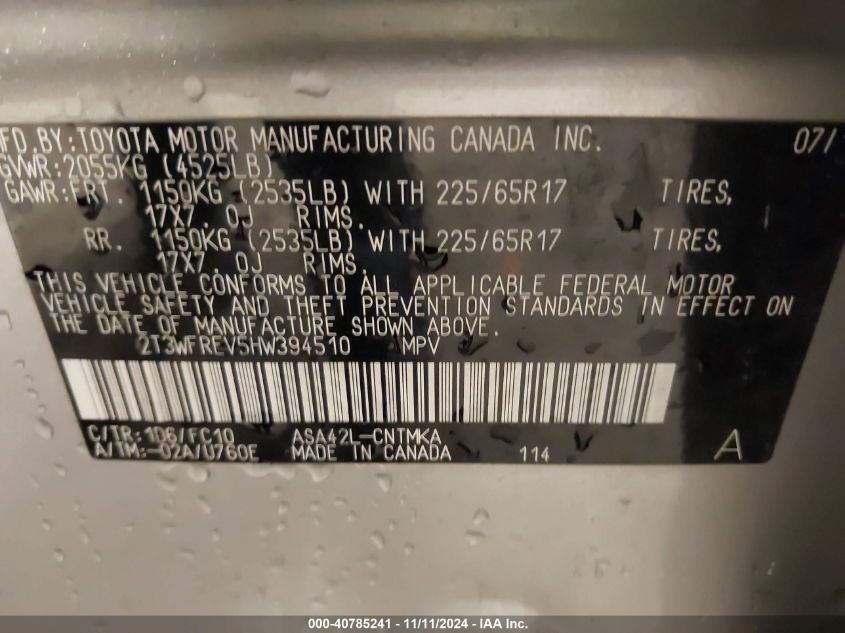 FD.BY:TOYOTA MOTOR MANUFACTURING CANADA INC. 07/
GVWR:2055KG (4525LB)
GAWR:FRT. 1150KG (2535LB) WITH 225/65R17 TIRES,
17X7.0J RIMS.
RR. 1150KG (2535LB) WITH 225/65R17 TIRES,
17X7.0J RIMS.
THIS VEHICLE CONFORMS TO ALL APPLICABLE FEDERAL MOTOR
VEHICLE SAFETY AND THEFT PREVENTION STANDARDS IN EFFECT ON
THE DATE OF MANUFACTURE SHOWN ABOVE.
2T3WFREV5HW394510 MPV
C/TR:1D6/FC10 ASA42L-CNTMKA
A/TM:-02A/U760E MADE IN CANADA 114 A
000-40785241 - 11/11/2024 - IAA Inc.